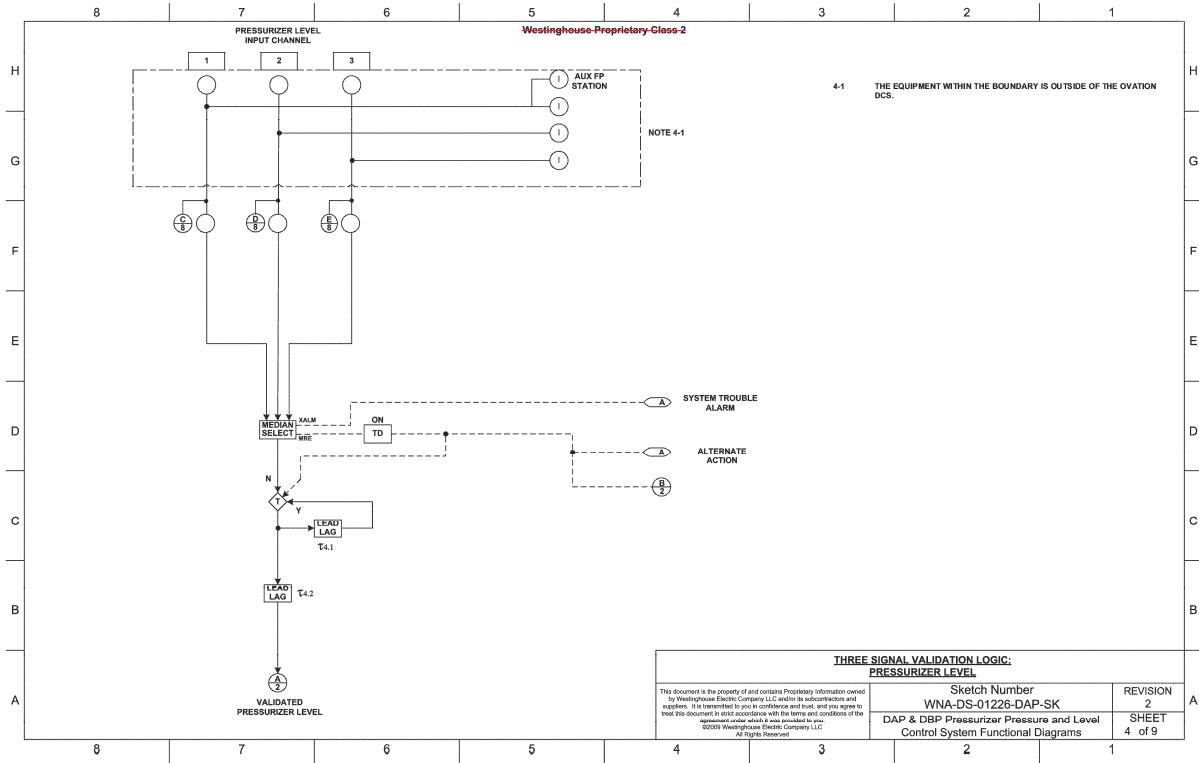 8 7 6 5 4 3 2 1
Westinghouse Proprietary Class 2
PRESSURIZER LEVEL
INPUT CHANNEL
1 2 3
H H
I AUX FP
STATION
4-1 THE EQUIPMENT WITHIN THE BOUNDARY IS OUTSIDE OF THE OVATION
DCS.
I
I NOTE 4-1
G G
I
C
8
D
8
E
8
F F
E E
A SYSTEM TROUBLE
ALARM
MEDIAN
SELECT
XALM
MRE
ON
TD
D D
A ALTERNATE
ACTION
N
B
2
T
Y
C C
LEAD
LAG
τ4.1
LEAD
LAG
τ4.2
B B
A
2
VALIDATED
PRESSURIZER LEVEL
A A
THREE SIGNAL VALIDATION LOGIC:
PRESSURIZER LEVEL
This document is the property of and contains Proprietary Information owned
by Westinghouse Electric Company LLC and/or its subcontractors and
suppliers. It is transmitted to you in confidence and trust, and you agree to
treat this document in strict accordance with the terms and conditions of the
agreement under which it was provided to you.
©2009 Westinghouse Electric Company LLC
All Rights Reserved
Sketch Number
WNA-DS-01226-DAP-SK
REVISION
2
DAP & DBP Pressurizer Pressure and Level
Control System Functional Diagrams
SHEET
4 of 9
8 7 6 5 4 3 2 1